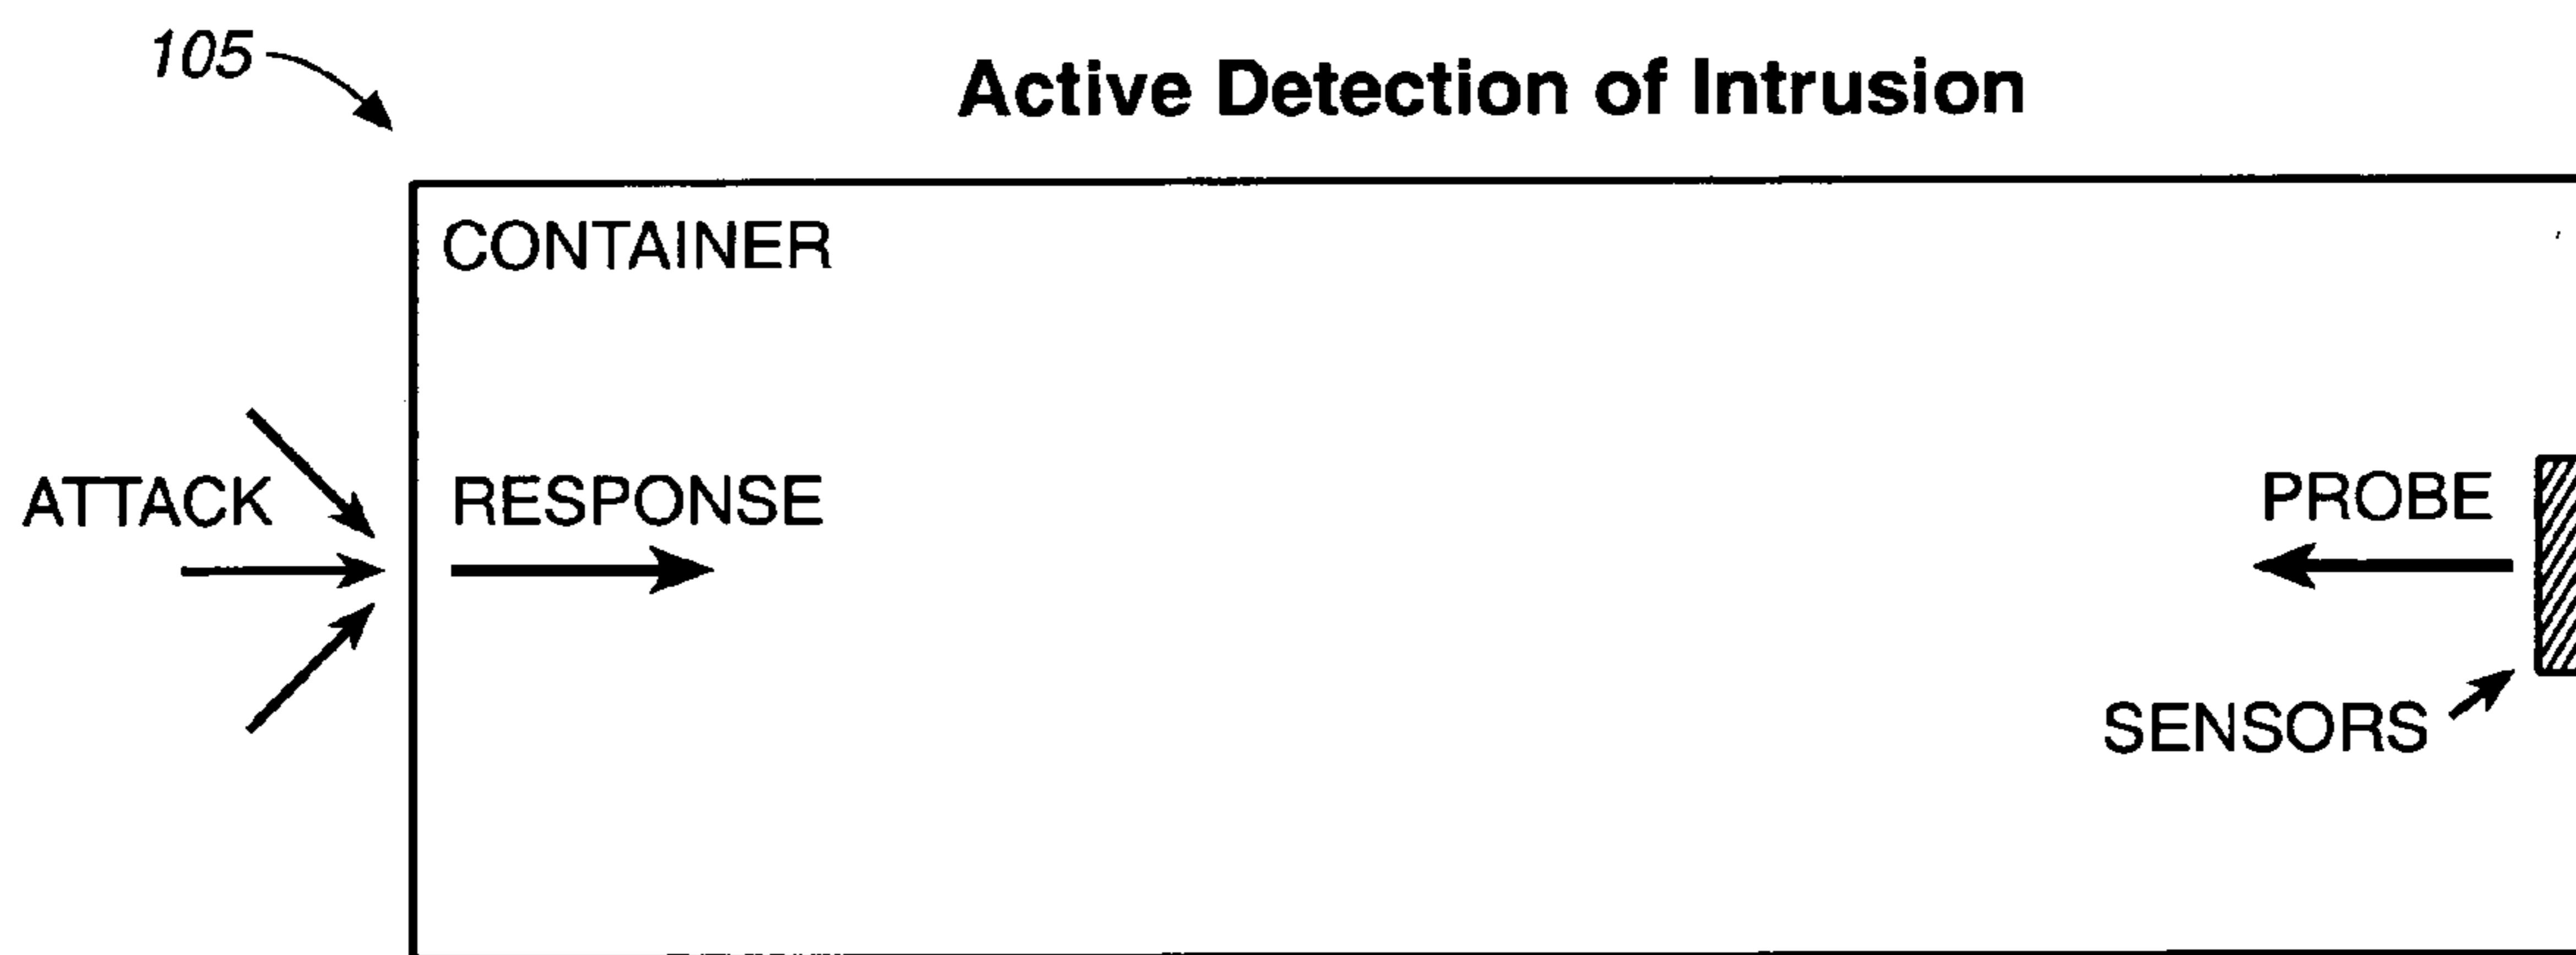 105
Active Detection of Intrusion
CONTAINER
ATTACK
RESPONSE
PROBE
SENSORS